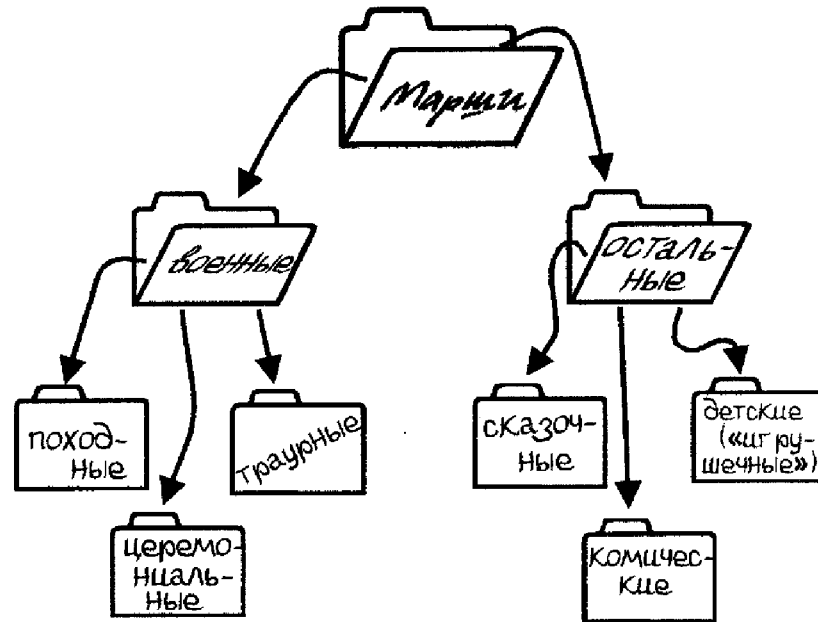 Марши
военные
осталь-
ные
поход-
ные
церемо-
ниаль-
ные
траурные
сказоч-
ные
комичес-
кие
детские
(«игру-
шечные»)